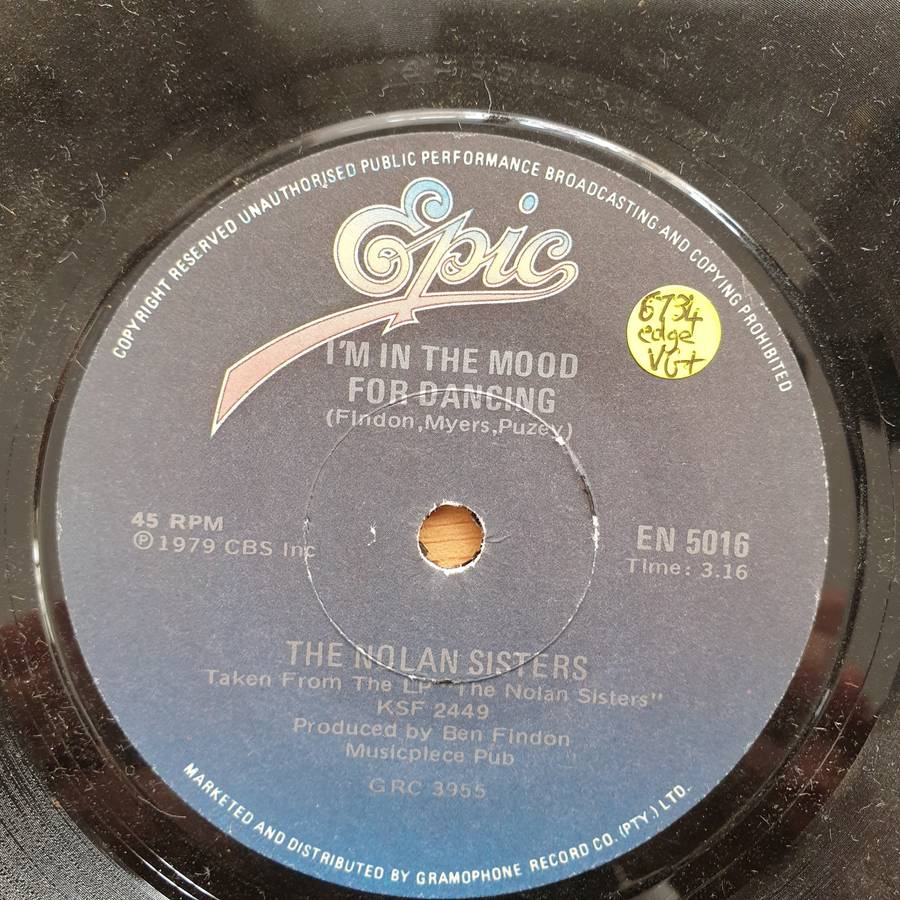 COPYRIGHT RESERVED UNAUTHORISED PUBLIC PERFORMANCE BROADCASTING AND COPYING PROHIBITED
Epic
6734
edge
VG+
I'M IN THE MOOD
FOR DANCING
(Findon,Myers,Puzey)
45 RPM
Ⓟ1979 CBS Inc
EN 5016
Time: 3.16
THE NOLAN SISTERS
Taken From The LP "The Nolan Sisters"
KSF 2449
Produced by Ben Findon
Musicpiece Pub
GRC 3955
MARKETED AND DISTRIBUTED BY GRAMOPHONE RECORD CO. (PTY.) LTD.